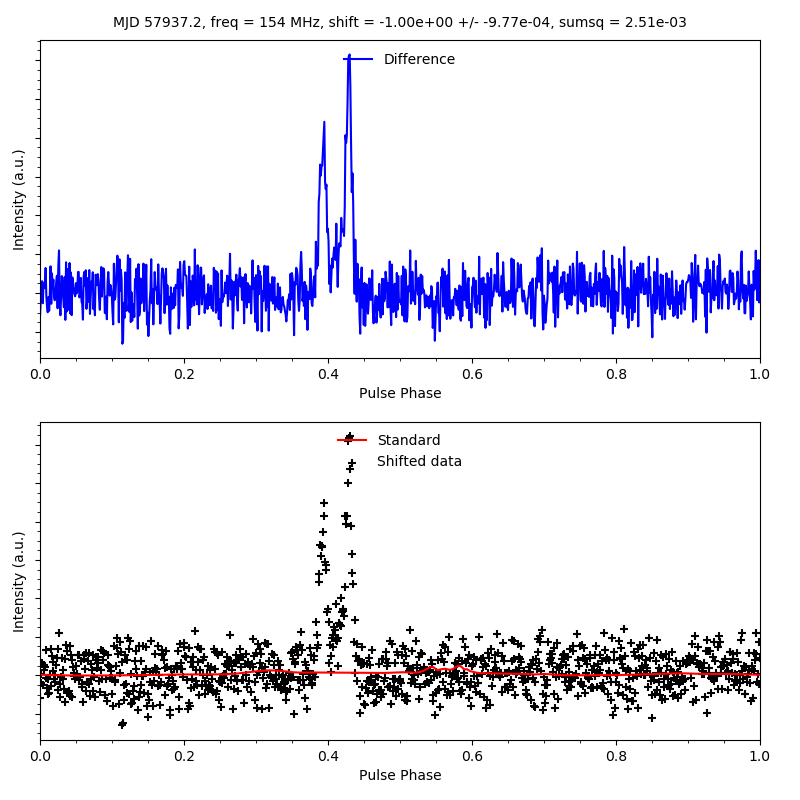 MJD 57937.2, freq = 154 MHz, shift = -1.00e+00 +/- -9.77e-04, sumsq = 2.51e-03
Difference
Intensity (a.u.)
0.0 0.2 0.4 0.6 0.8 1.0
Pulse Phase
Standard
Shifted data
Intensity (a.u.)
0.0 0.2 0.4 0.6 0.8 1.0
Pulse Phase